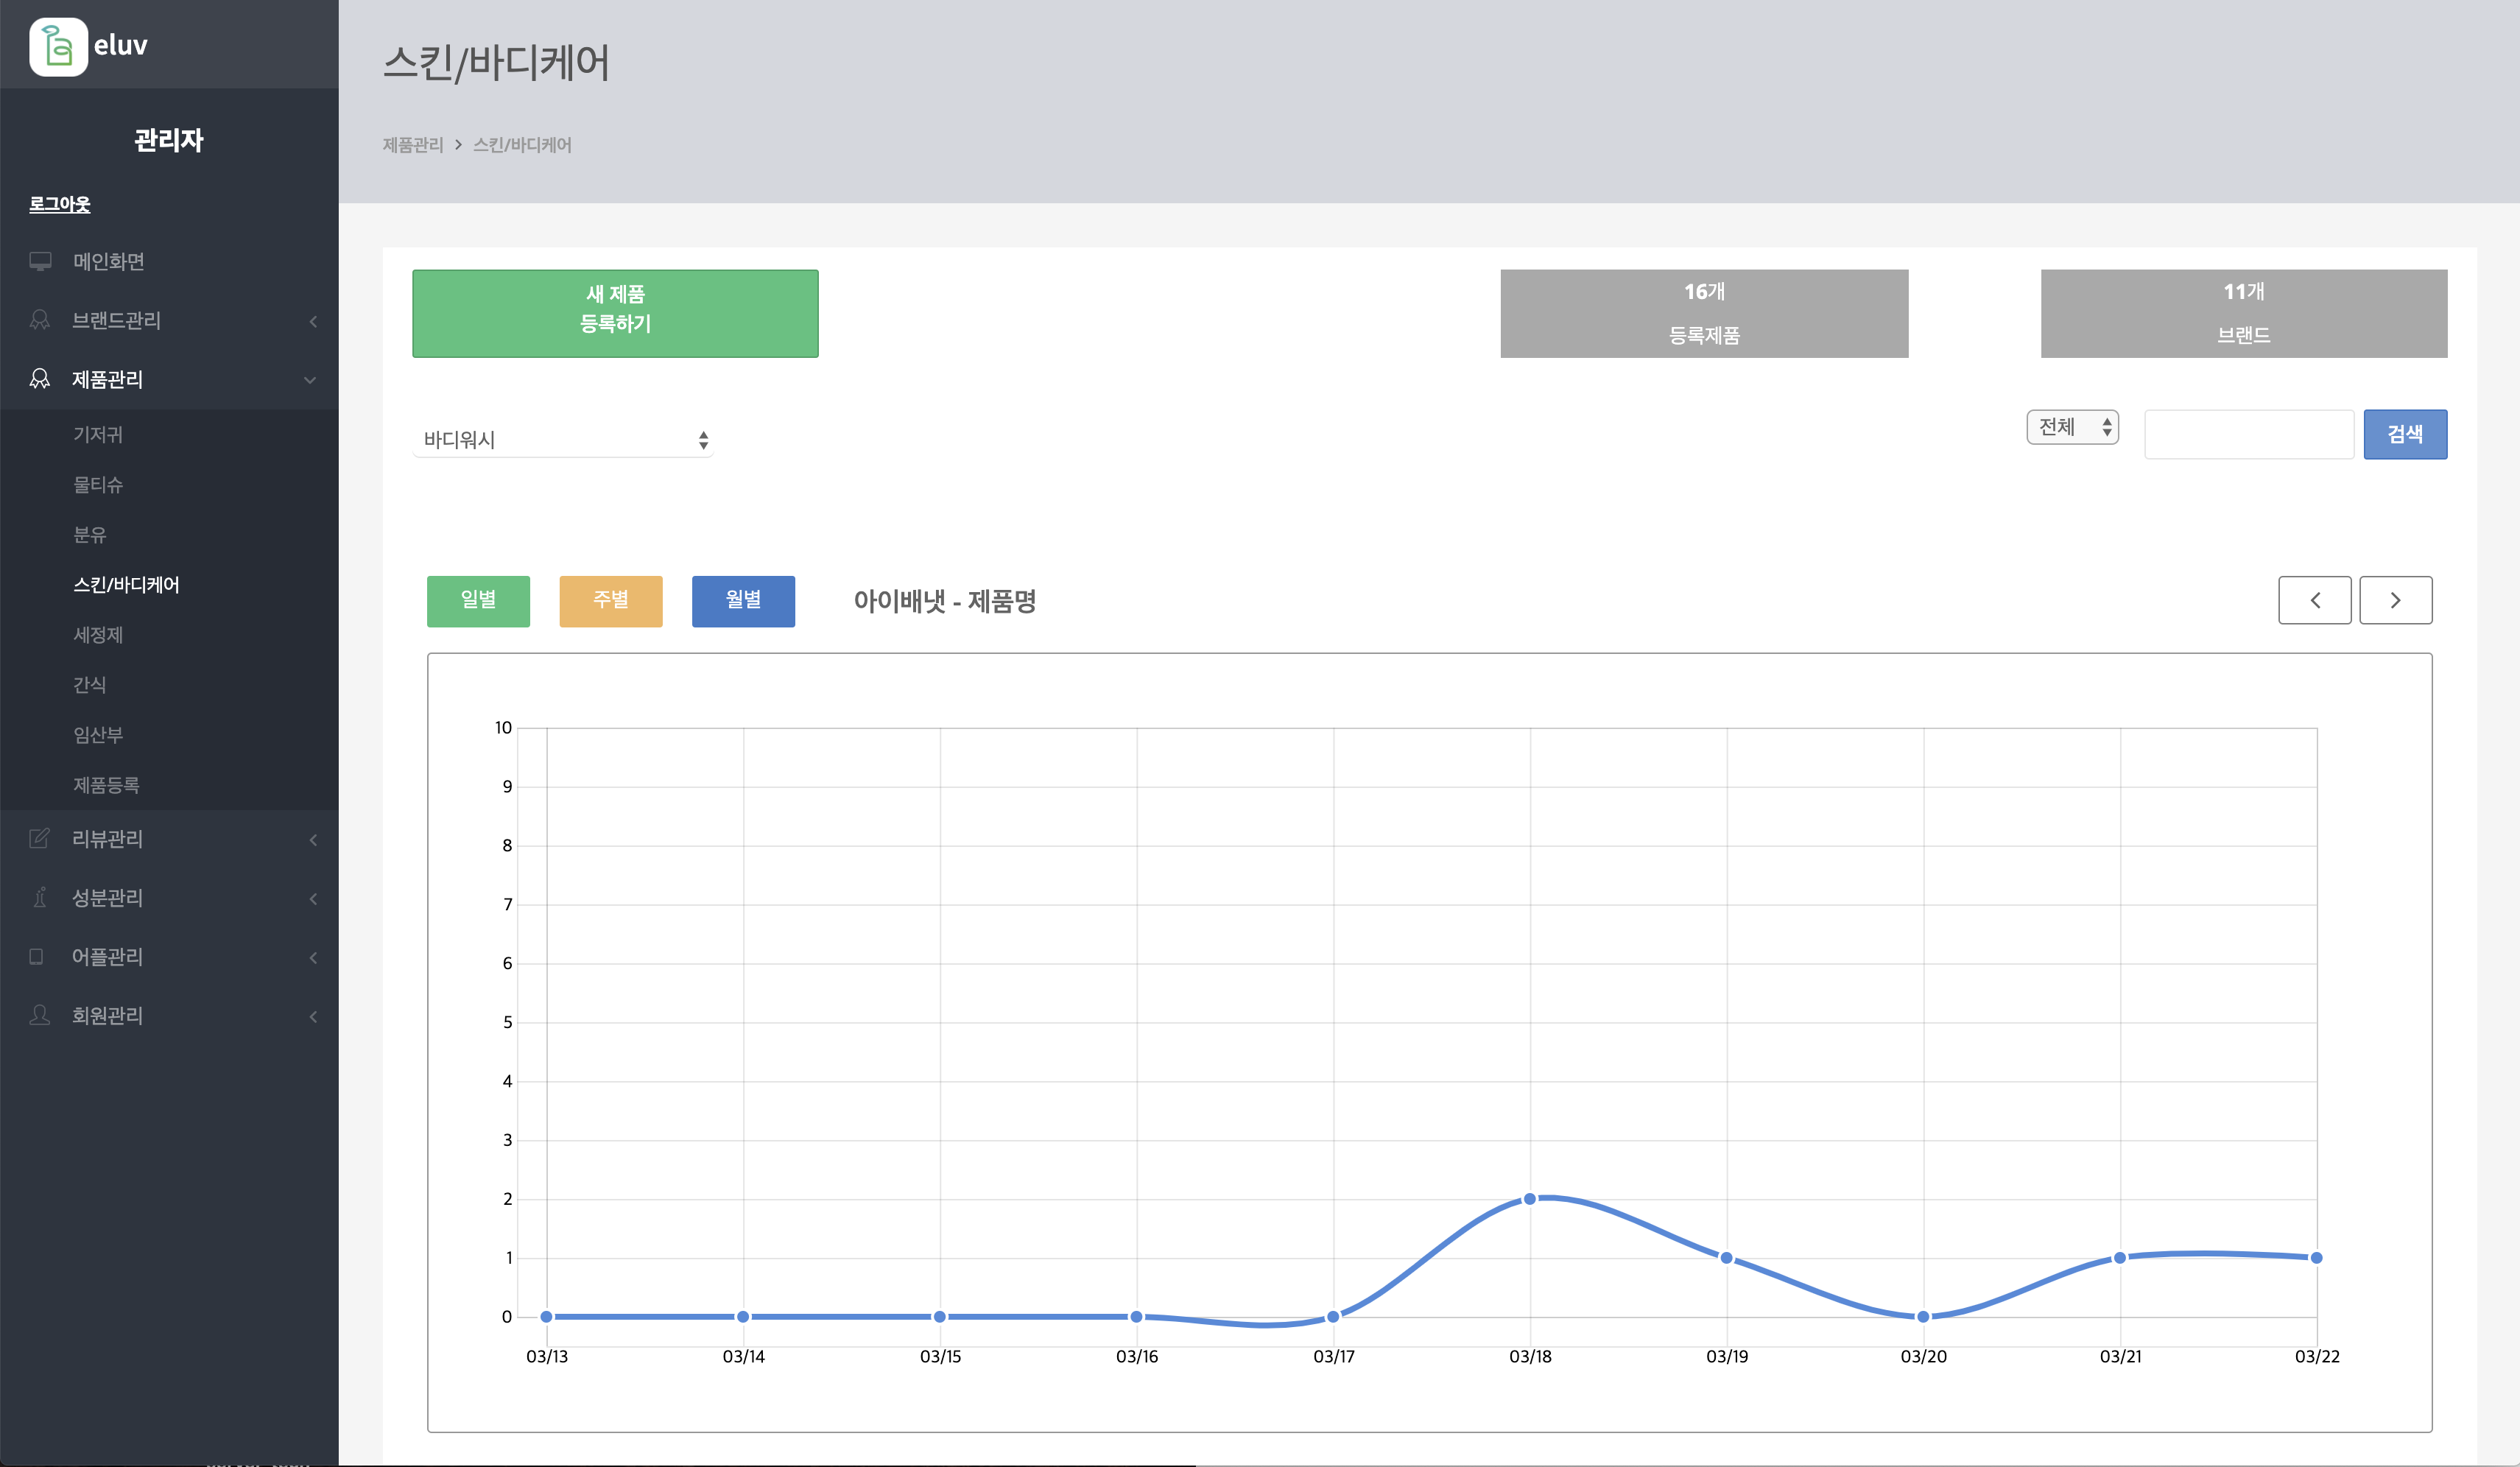 eluv
관리자
로그아웃
메인화면
브랜드관리
제품관리
기저귀
물티슈
분유
스킨/바디케어
세정제
간식
임산부
제품등록
리뷰관리
성분관리
어플관리
회원관리
스킨/바디케어
제품관리 > 스킨/바디케어
새 제품
등록하기
16개
등록제품
11개
브랜드
바디워시
전체
검색
일별 주별 월별 아이배냇 - 제품명
10
9
8
7
6
5
4
3
2
1
0
03/13 03/14 03/15 03/16 03/17 03/18 03/19 03/20 03/21 03/22